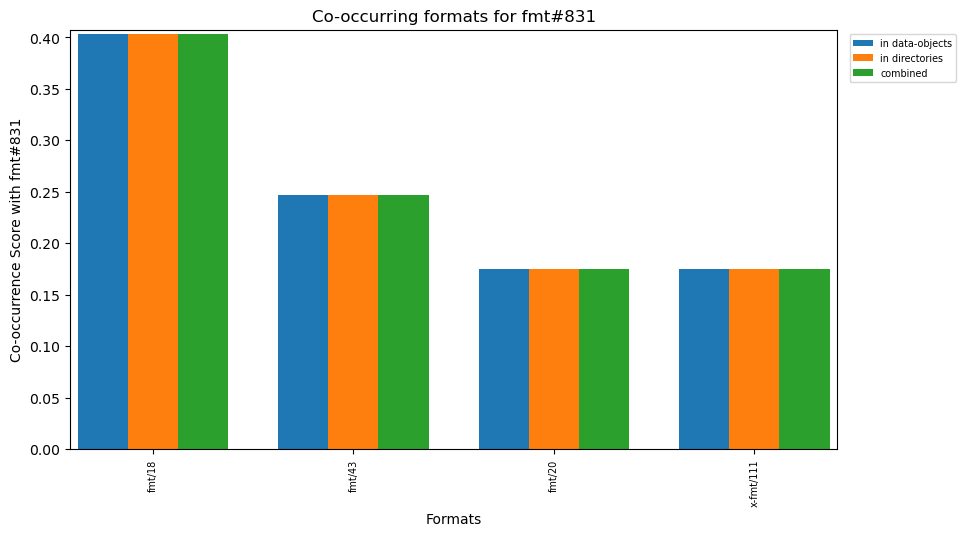 Co-occurring formats for fmt#831
Co-occurrence Score with fmt#831
0.40
0.35
0.30
0.25
0.20
0.15
0.10
0.05
0.00
fmt/18
fmt/43
fmt/20
x-fmt/111
Formats
in data-objects
in directories
combined